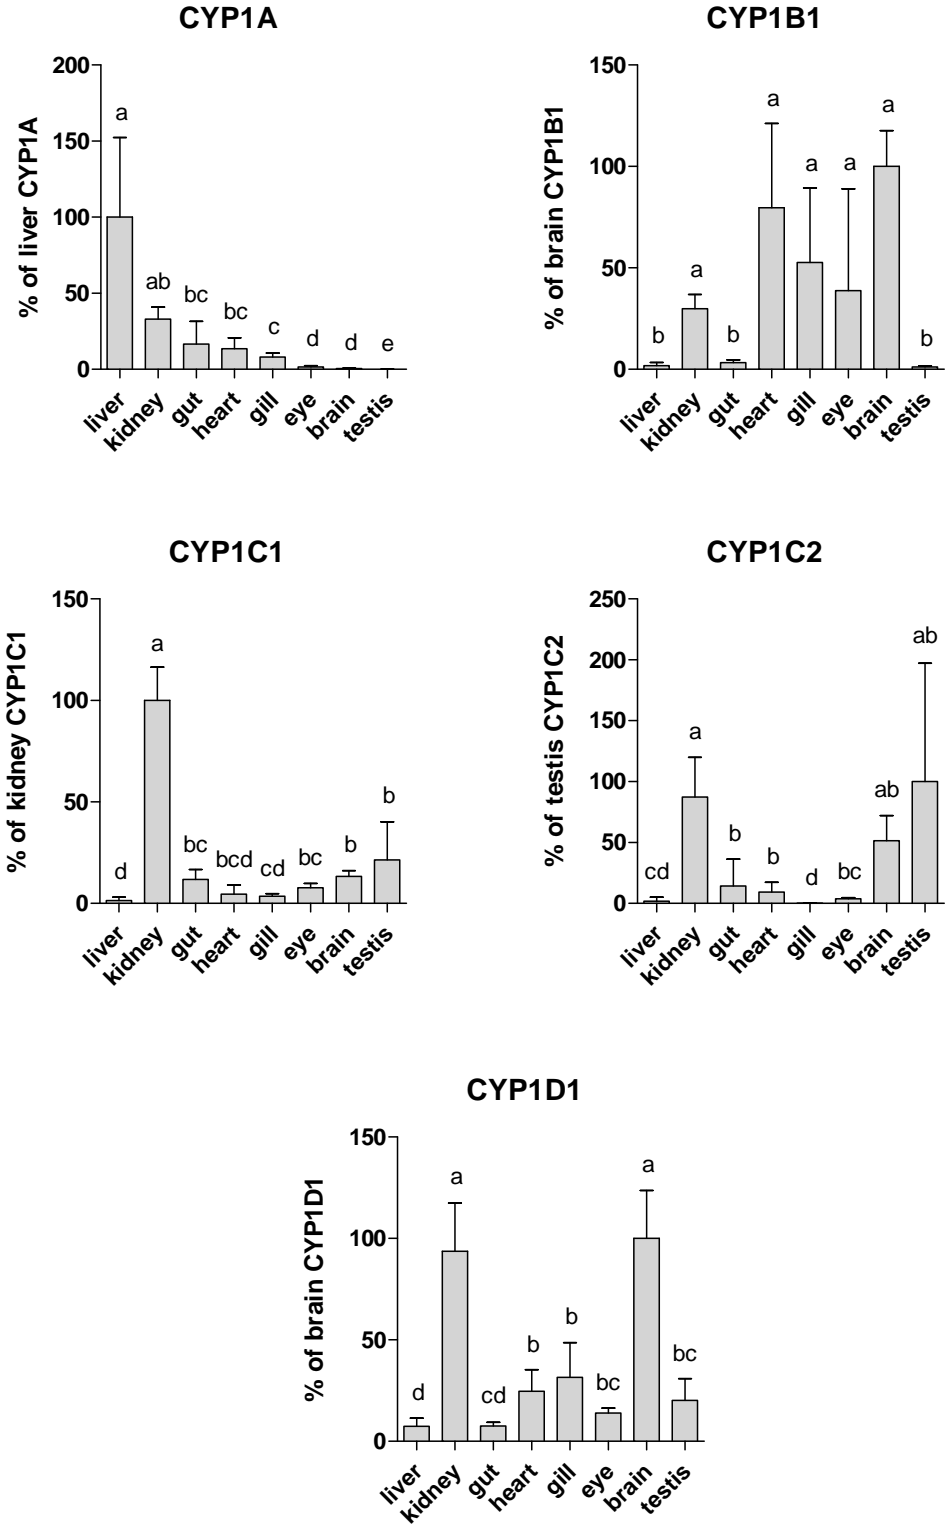 CYP1A
% of liver CYP1A
200
150
100
50
0
a
ab
bc
bc
c
d
d
e
liver
kidney
gut
heart
gill
eye
brain
testis
CYP1B1
% of brain CYP1B1
150
100
50
0
b
a
b
a
a
a
a
b
liver
kidney
gut
heart
gill
eye
brain
testis
CYP1C1
% of kidney CYP1C1
150
100
50
0
d
a
bc
bcd
cd
bc
b
b
liver
kidney
gut
heart
gill
eye
brain
testis
CYP1C2
% of testis CYP1C2
250
200
150
100
50
0
cd
a
b
b
d
bc
ab
ab
liver
kidney
gut
heart
gill
eye
brain
testis
CYP1D1
% of brain CYP1D1
150
100
50
0
d
a
cd
b
b
bc
a
bc
liver
kidney
gut
heart
gill
eye
brain
testis